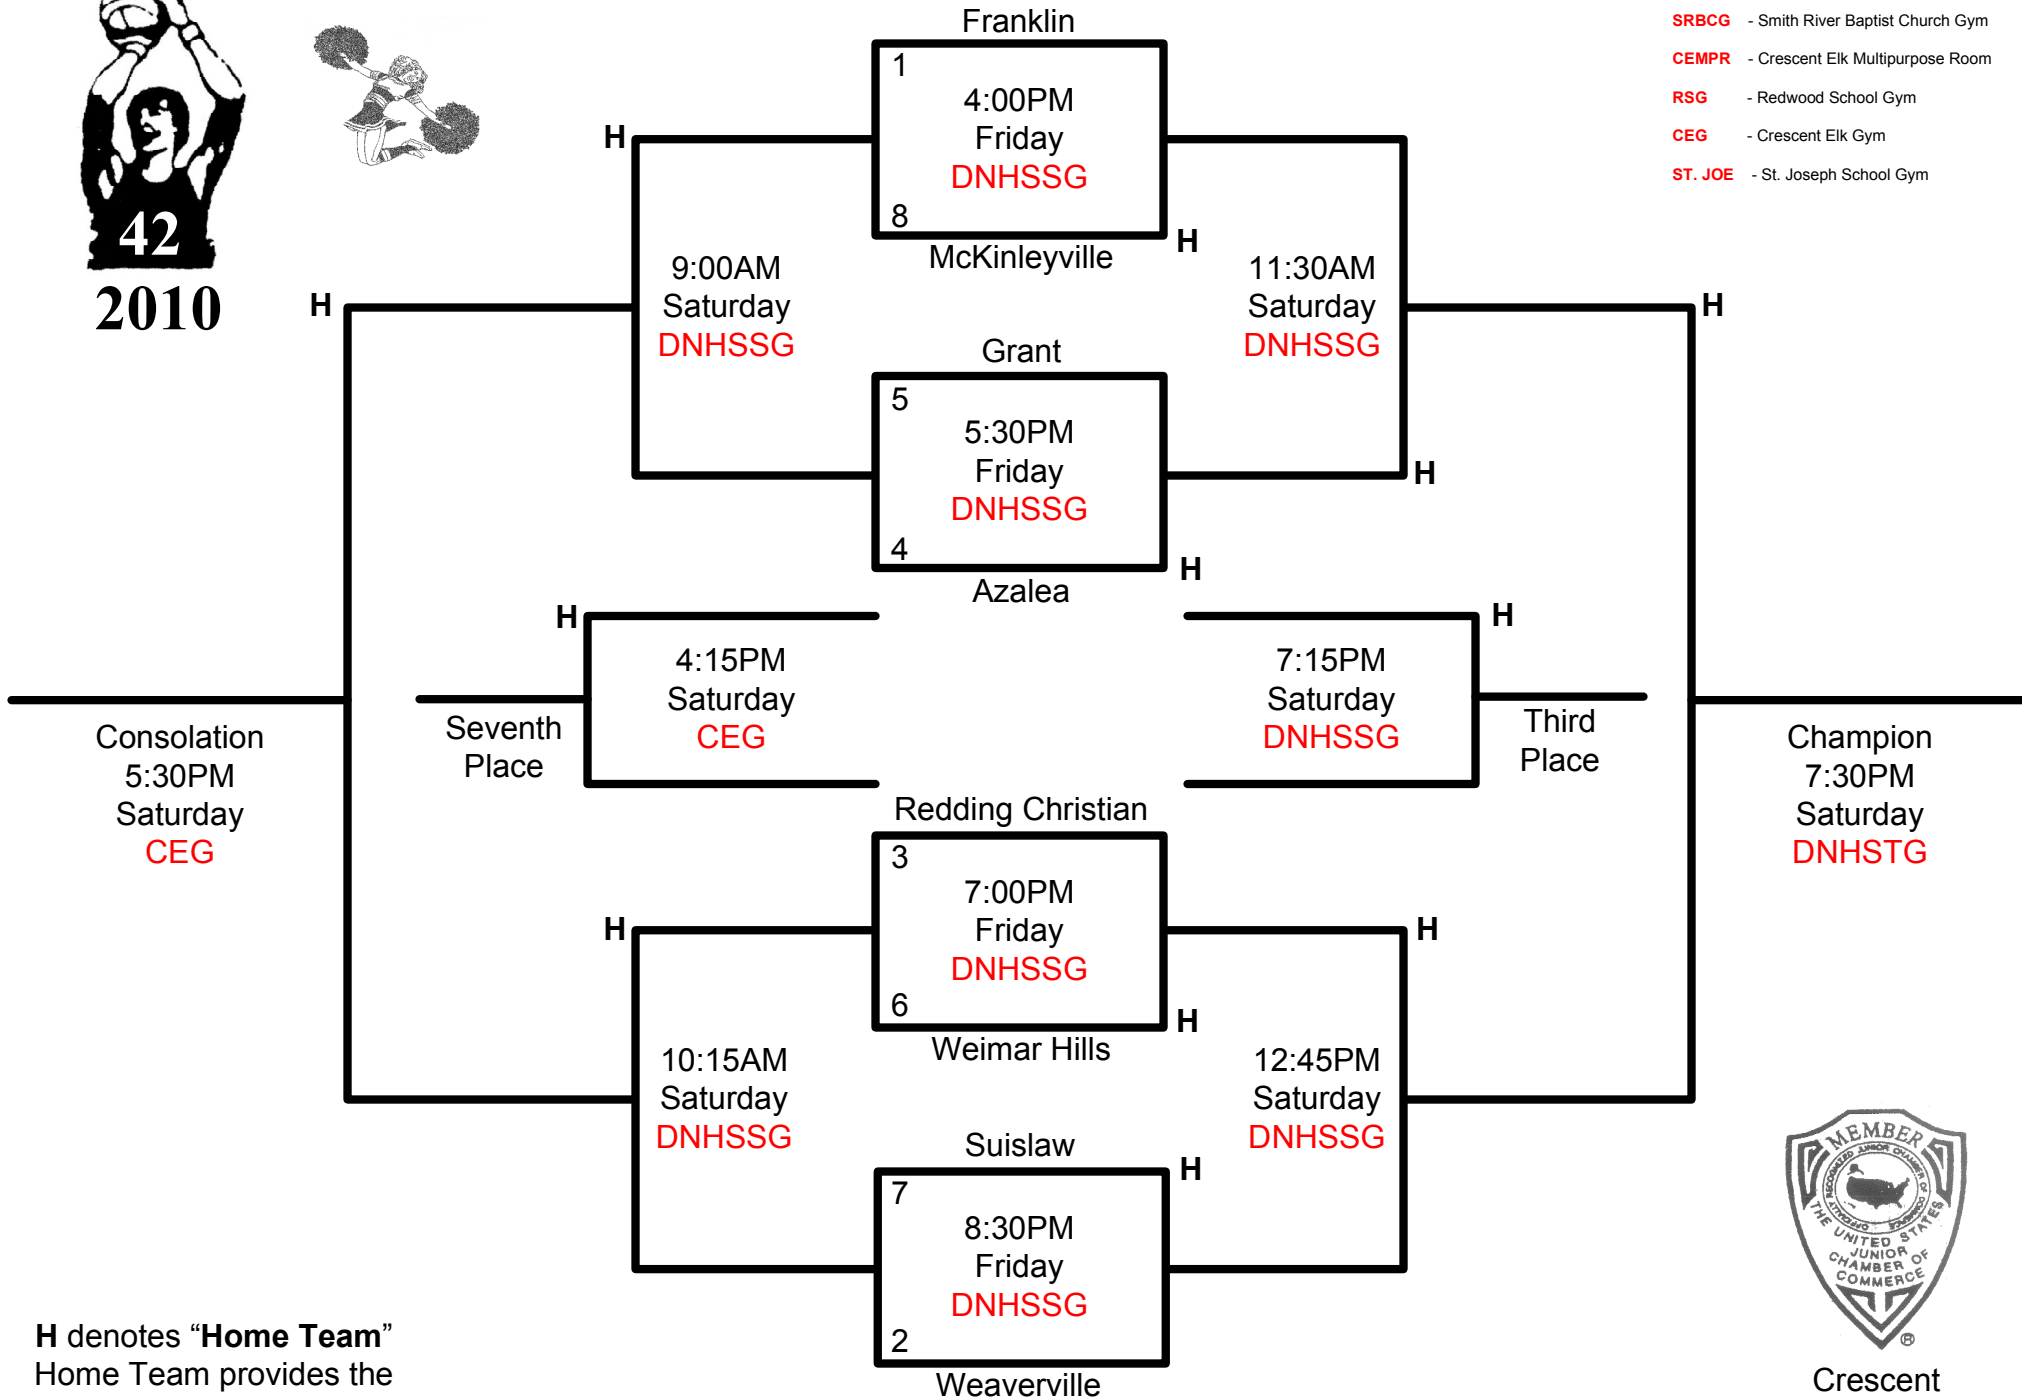 42
2010
SRBCG - Smith River Baptist Church Gym
CEMPR - Crescent Elk Multipurpose Room
RSG - Redwood School Gym
CEG - Crescent Elk Gym
ST. JOE - St. Joseph School Gym
Franklin
1
4:00PM
Friday
DNHSSG
8
McKinleyville
H
H
9:00AM
Saturday
DNHSSG
11:30AM
Saturday
DNHSSG
H
H
Grant
5
5:30PM
Friday
DNHSSG
4
Azalea
H
H
H
4:15PM
Saturday
CEG
Seventh
Place
H
7:15PM
Saturday
DNHSSG
Third
Place
Consolation
5:30PM
Saturday
CEG
Champion
7:30PM
Saturday
DNHSTG
Redding Christian
3
7:00PM
Friday
DNHSSG
6
Weimar Hills
H
H
H
10:15AM
Saturday
DNHSSG
12:45PM
Saturday
DNHSSG
Suislaw
H
7
8:30PM
Friday
DNHSSG
2
Weaverville
H denotes “Home Team”
Home Team provides the
MEMBER
OFFICIALLY RECOGNIZED JUNIOR CHAMBER OF COMMERCE
THE UNITED STATES
JUNIOR
CHAMBER OF
COMMERCE
®
Crescent